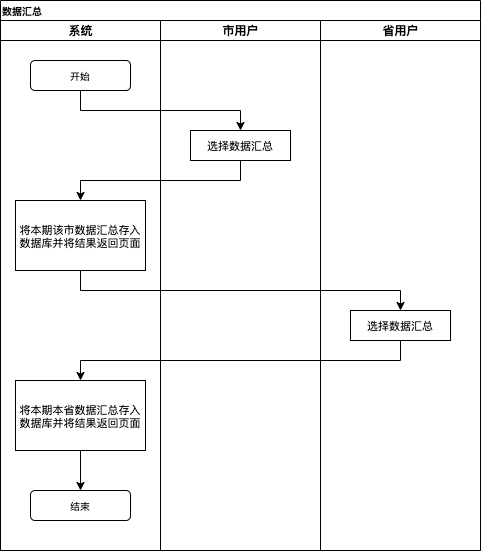 数据汇总
系统
市用户
省用户
开始
选择数据汇总
将本期该市数据汇总存入
数据库并将结果返回页面
选择数据汇总
将本期本省数据汇总存入
数据库并将结果返回页面
结束